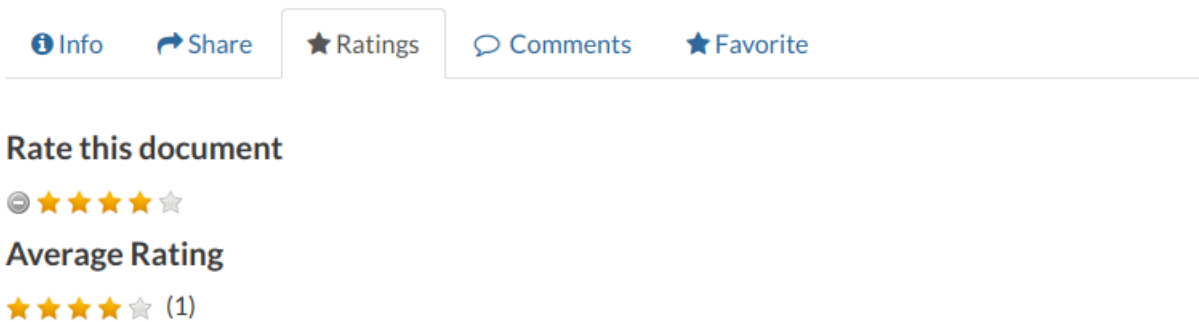 Info Share Ratings Comments Favorite
Rate this document
Average Rating
(1)